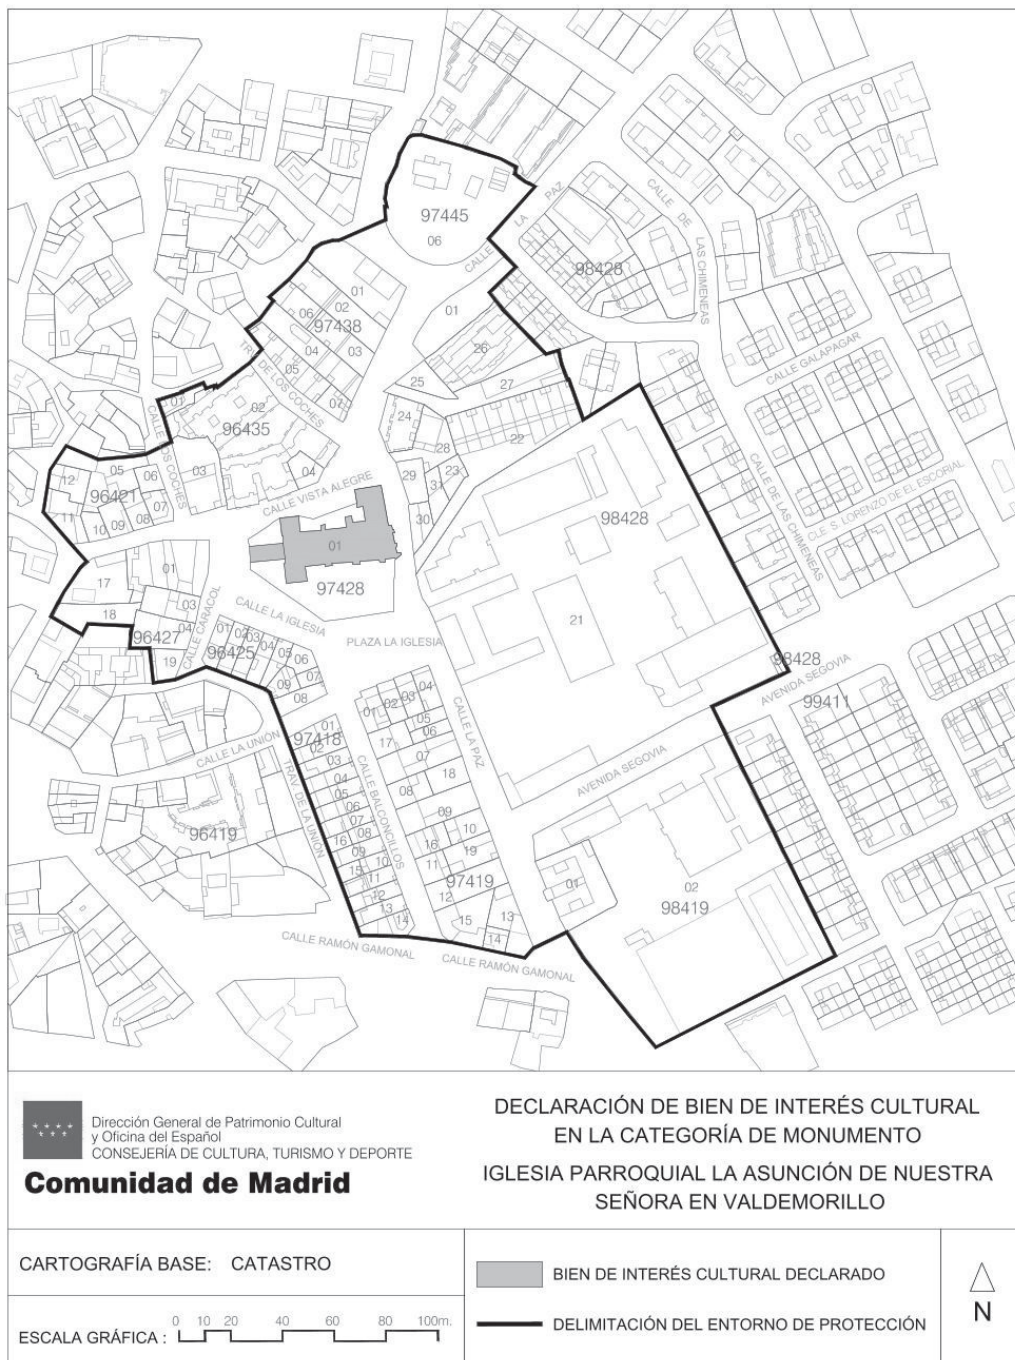 97445
06
CALLE
LA
PAZ
98428
CALLE DE
LAS CHIMENEAS
01
02
06
97438
04
03
05
07
TRV. DE LOS COCHES
01
26
25
27
24
22
28
23
31
29
30
CALLE GALAPAGAR
01
02
96435
03
04
CALLE LOS COCHES
05
12
06
96421
07
11
10
09
08
CALLE VISTA ALEGRE
01
97428
98428
21
CALLE DE LAS CHIMENEAS
CLE. S. LORENZO DE EL ESCORIAL
17
01
03
18
04
96427
19
CALLE CARACOL
CALLE LA IGLESIA
01
02
03
04
05
06
96425
07
09
08
PLAZA LA IGLESIA
98428
AVENIDA SEGOVIA
99411
04
03
02
01
05
06
17
07
18
08
09
10
16
19
11
97419
12
13
15
14
CALLE LA PAZ
CALLE LA UNIÓN
TRAV. DE LA UNIÓN
01
97418
02
03
04
05
06
07
08
16
09
10
15
11
12
13
14
CALLE BALCONCILLOS
96419
AVENIDA SEGOVIA
01
02
98419
CALLE RAMÓN GAMONAL
CALLE RAMÓN GAMONAL
Dirección General de Patrimonio Cultural
y Oficina del Español
CONSEJERÍA DE CULTURA, TURISMO Y DEPORTE
Comunidad de Madrid
DECLARACIÓN DE BIEN DE INTERÉS CULTURAL
EN LA CATEGORÍA DE MONUMENTO
IGLESIA PARROQUIAL LA ASUNCIÓN DE NUESTRA
SEÑORA EN VALDEMORILLO
CARTOGRAFÍA BASE: CATASTRO
ESCALA GRÁFICA :
0 10 20 40 60 80 100m.
BIEN DE INTERÉS CULTURAL DECLARADO
DELIMITACIÓN DEL ENTORNO DE PROTECCIÓN
N